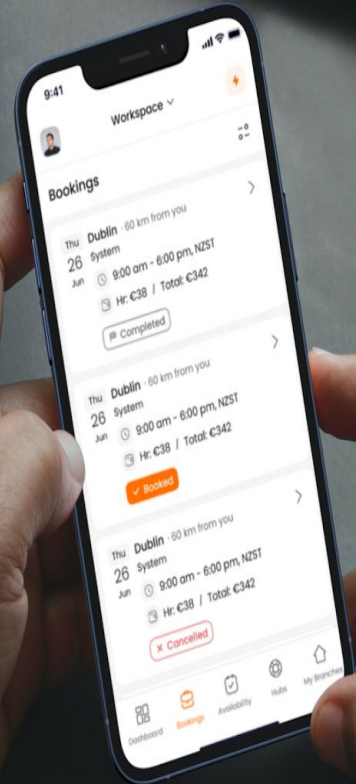 9:41
Workspace
Bookings
Thu 26 Jun
Dublin · 60 km from you
System
9:00 am - 6:00 pm, NZST
Hr: €38 / Total: €342
Completed
Thu 26 Jun
Dublin · 60 km from you
System
9:00 am - 6:00 pm, NZST
Hr: €38 / Total: €342
Booked
Thu 26 Jun
Dublin · 60 km from you
System
9:00 am - 6:00 pm, NZST
Hr: €38 / Total: €342
Cancelled
Dashboard
Bookings
Availability
Hubs
My Branches